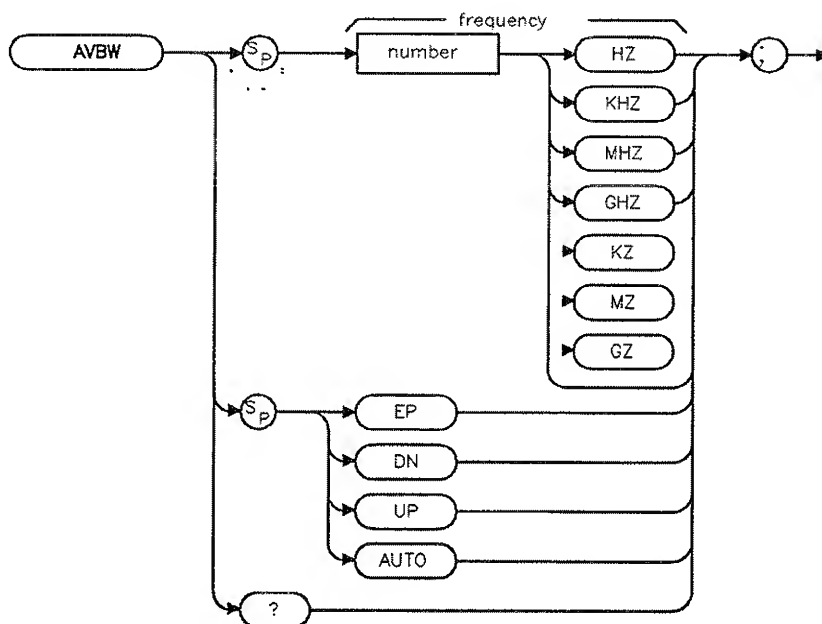 frequency
AVBW SP number HZ ;
KHZ
MHZ
GHZ
KZ
MZ
GZ
SP EP
DN
UP
AUTO
?